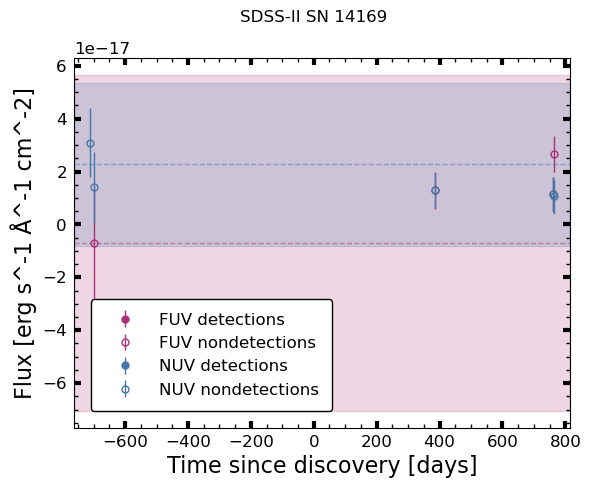 SDSS-II SN 14169
1e−17
6
4
2
0
−2
−4
−6
Flux [erg s^-1 Å^-1 cm^-2]
FUV detections
FUV nondetections
NUV detections
NUV nondetections
−600 −400 −200 0 200 400 600 800
Time since discovery [days]